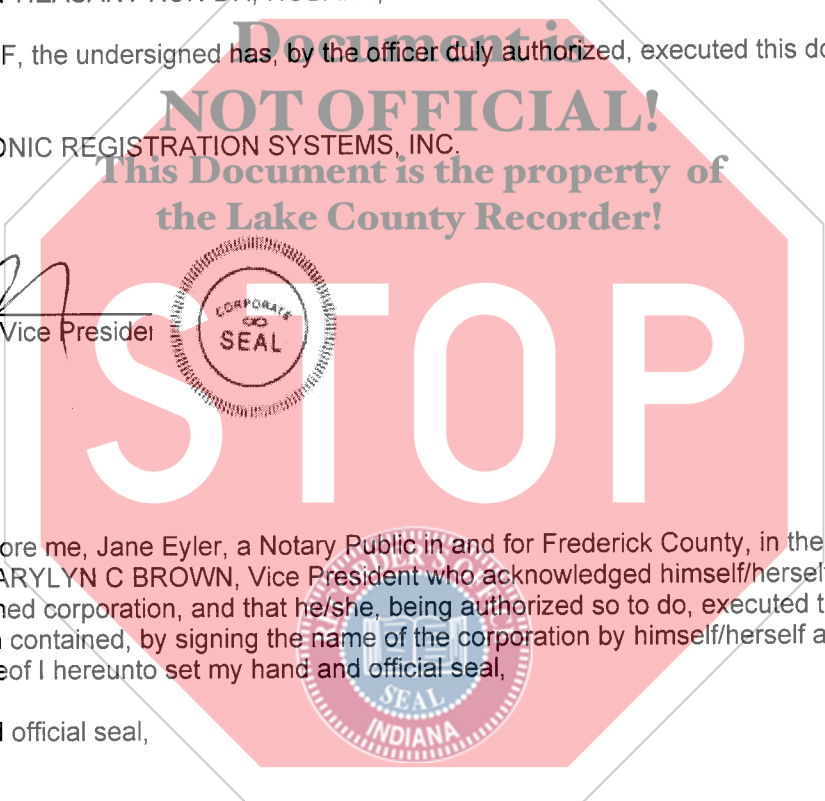 Document is
F, the undersigned has, by the officer duly authorized, executed this do
NOT OFFICIAL!
ONIC REGISTRATION SYSTEMS, INC.
This Document is the property of
the Lake County Recorder!
CORPORATE
SEAL
Vice Presider
STOP
ore me, Jane Eyler, a Notary Public in and for Frederick County, in the
ARYLYN C BROWN, Vice President who acknowledged himself/hersel
ned corporation, and that he/she, being authorized so to do, executed t
contained, by signing the name of the corporation by himself/herself a
eof I hereunto set my hand and official seal,
RECORDER'S OFFICE
SEAL
INDIANA
official seal,